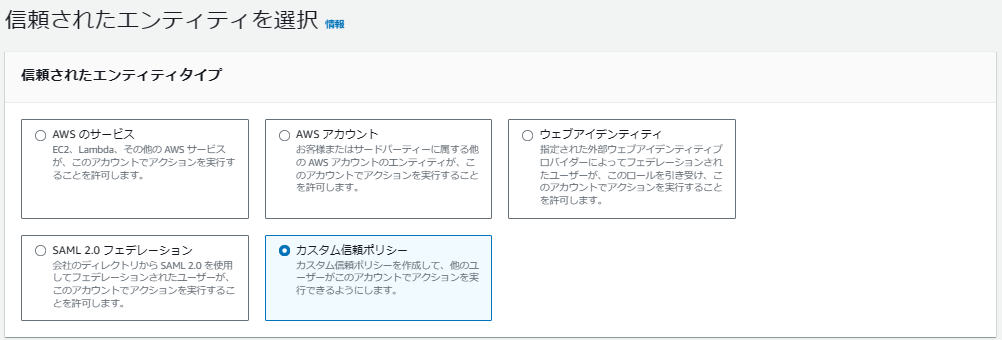 信頼されたエンティティを選択 情報
信頼されたエンティティタイプ
AWS のサービス
EC2、Lambda、その他の AWS サービス
が、このアカウントでアクションを実行す
ることを許可します。
AWS アカウント
お客様またはサードパーティーに属する他
の AWS アカウントのエンティティが、こ
のアカウントでアクションを実行すること
を許可します。
ウェブアイデンティティ
指定された外部ウェブアイデンティティプ
ロバイダーによってフェデレーションされ
たユーザーが、このロールを引き受け、こ
のアカウントでアクションを実行すること
を許可します。
SAML 2.0 フェデレーション
会社のディレクトリから SAML 2.0 を使用
してフェデレーションされたユーザーが、
このアカウントでアクションを実行するこ
とを許可します。
カスタム信頼ポリシー
カスタム信頼ポリシーを作成して、他のユ
ーザーがこのアカウントでアクションを実
行できるようにします。